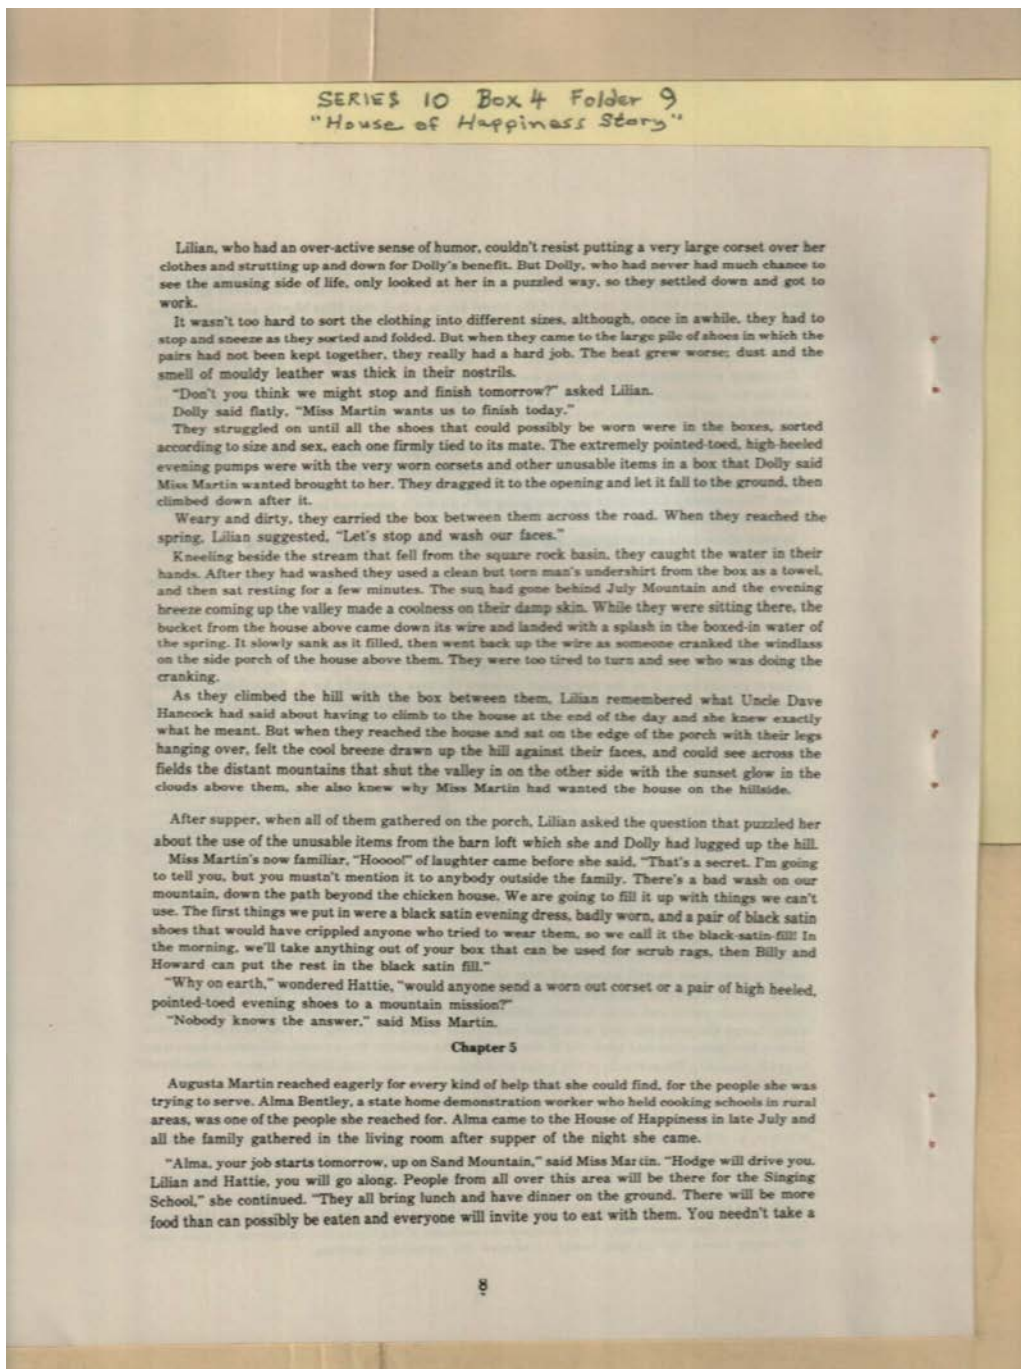 SERIES 10 Box 4 Folder 9
"House of Happiness Story"
Lilian, who had an over-active sense of humor, couldn't resist putting a very large corset over her
clothes and strutting up and down for Dolly's benefit. But Dolly, who had never had much chance to
see the amusing side of life, only looked at her in a puzzled way, so they settled down and got to
work.
It wasn't too hard to sort the clothing into different sizes, although, once in awhile, they had to
stop and sneeze as they sorted and folded. But when they came to the large pile of shoes in which the
pairs had not been kept together, they really had a hard job. The heat grew worse; dust and the
smell of mouldy leather was thick in their nostrils.
"Don't you think we might stop and finish tomorrow?" asked Lilian.
Dolly said flatly, "Miss Martin wants us to finish today."
They struggled on until all the shoes that could possibly be worn were in the boxes, sorted
according to size and sex, each one firmly tied to its mate. The extremely pointed-toed, high-heeled
evening pumps were with the very worn corsets and other unusable items in a box that Dolly said
Miss Martin wanted brought to her. They dragged it to the opening and let it fall to the ground, then
climbed down after it.
Weary and dirty, they carried the box between them across the road. When they reached the
spring, Lilian suggested, "Let's stop and wash our faces."
Kneeling beside the stream that fell from the square rock basin, they caught the water in their
hands. After they had washed they used a clean but torn man's undershirt from the box as a towel,
and then sat resting for a few minutes. The sun had gone behind July Mountain and the evening
breeze coming up the valley made a coolness on their damp skin. While they were sitting there, the
bucket from the house above came down its wire and landed with a splash in the boxed-in water of
the spring. It slowly sank as it filled, then went back up the wire as someone cranked the windlass
on the side porch of the house above them. They were too tired to turn and see who was doing the
cranking.
As they climbed the hill with the box between them, Lilian remembered what Uncle Dave
Hancock had said about having to climb to the house at the end of the day and she knew exactly
what he meant. But when they reached the house and sat on the edge of the porch with their legs
hanging over, felt the cool breeze drawn up the hill against their faces, and could see across the
fields the distant mountains that shut the valley in on the other side with the sunset glow in the
clouds above them, she also knew why Miss Martin had wanted the house on the hillside.
After supper, when all of them gathered on the porch, Lilian asked the question that puzzled her
about the use of the unusable items from the barn loft which she and Dolly had lugged up the hill.
Miss Martin's now familiar, "Hoooo!" of laughter came before she said, "That's a secret. I'm going
to tell you, but you mustn't mention it to anybody outside the family. There's a bad wash on our
mountain, down the path beyond the chicken house. We are going to fill it up with things we can't
use. The first things we put in were a black satin evening dress, badly worn, and a pair of black satin
shoes that would have crippled anyone who tried to wear them, so we call it the black-satin-fill! In
the morning, we'll take anything out of your box that can be used for scrub rags, then Billy and
Howard can put the rest in the black satin fill."
"Why on earth," wondered Hattie, "would anyone send a worn out corset or a pair of high heeled,
pointed-toed evening shoes to a mountain mission?"
"Nobody knows the answer," said Miss Martin.
Chapter 5
Augusta Martin reached eagerly for every kind of help that she could find, for the people she was
trying to serve. Alma Bentley, a state home demonstration worker who held cooking schools in rural
areas, was one of the people she reached for. Alma came to the House of Happiness in late July and
all the family gathered in the living room after supper of the night she came.
"Alma, your job starts tomorrow, up on Sand Mountain," said Miss Martin. "Hodge will drive you.
Lilian and Hattie, you will go along. People from all over this area will be there for the Singing
School," she continued. "They all bring lunch and have dinner on the ground. There will be more
food than can possibly be eaten and everyone will invite you to eat with them. You needn't take a
8